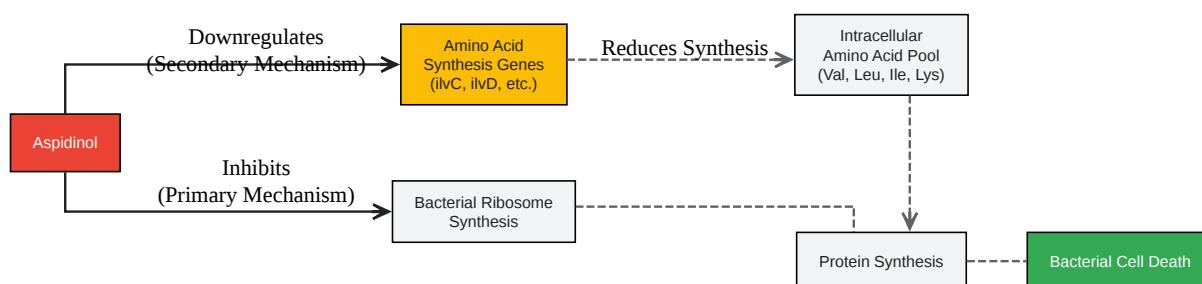 Downregulates
(Secondary Mechanism)
Amino Acid
Synthesis Genes
(ilvC, ilvD, etc.)
Reduces Synthesis
Intracellular
Amino Acid Pool
(Val, Leu, Ile, Lys)
Aspidinol
Inhibits
(Primary Mechanism)
Bacterial Ribosome
Synthesis
Protein Synthesis
Bacterial Cell Death